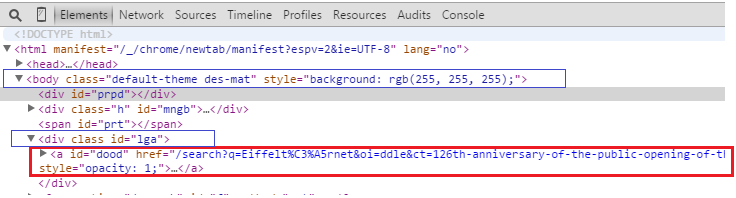 Elements Network Sources Timeline Profiles Resources Audits Console
<!DOCTYPE html>
▼<html manifest="/_/chrome/newtab/manifest?espv=2&ie=UTF-8" lang="no">
▶<head>…</head>
▼<body class="default-theme des-mat" style="background: rgb(255, 255, 255);">
<div id="prpd"></div>
▶<div class="h" id="mngb">…</div>
<span id="prt"></span>
▼<div class id="lga">
▶<a id="dood" href="/search?q=Eiffelt%C3%A5rnet&oi=ddle&ct=126th-anniversary-of-the-public-opening-of-th
style="opacity: 1;">…</a>
</div>